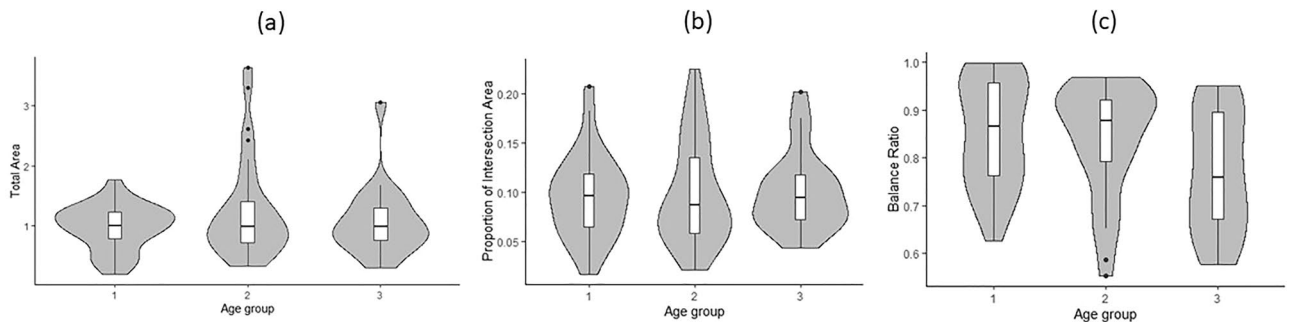 (a)
Total Area
3
2
1
1 2 3
Age group
(b)
Proportion of Intersection Area
0.20
0.15
0.10
0.05
1 2 3
Age group
(c)
Balance Ratio
1.0
0.9
0.8
0.7
0.6
1 2 3
Age group